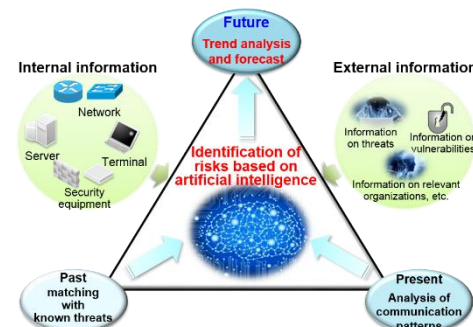 Future
Trend analysis
and forecast
Internal information
Network
Server
Terminal
Security
equipment
External information
Information
on threats
Information on
vulnerabilities
Information on relevant
organizations, etc.
Identification of
risks based on
artificial intelligence
Past
matching
with
known threats
Present
Analysis of
communication
patterns